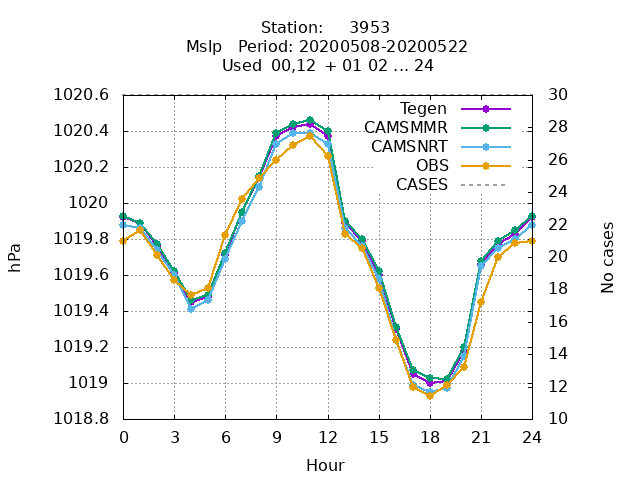 Station:     3953
Mslp   Period: 20200508-20200522
Used  00,12  + 01 02 ... 24
1020.6
1020.4
1020.2
1020
1019.8
1019.6
1019.4
1019.2
1019
1018.8
hPa
30
28
26
24
22
20
18
16
14
12
10
No cases
Tegen
CAMSMMR
CAMSNRT
OBS
CASES
0 3 6 9 12 15 18 21 24
Hour